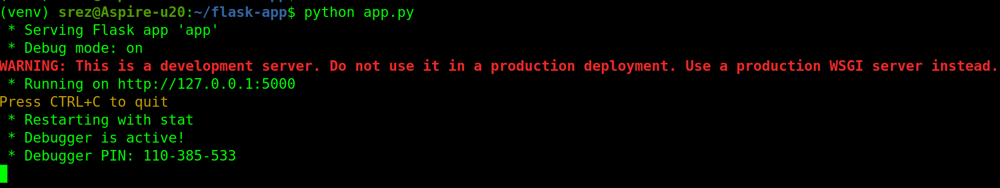 (venv) srez@Aspire-u20:~/flask-app$ python app.py
* Serving Flask app 'app'
* Debug mode: on
WARNING: This is a development server. Do not use it in a production deployment. Use a production WSGI server instead.
* Running on http://127.0.0.1:5000
Press CTRL+C to quit
* Restarting with stat
* Debugger is active!
* Debugger PIN: 110-385-533